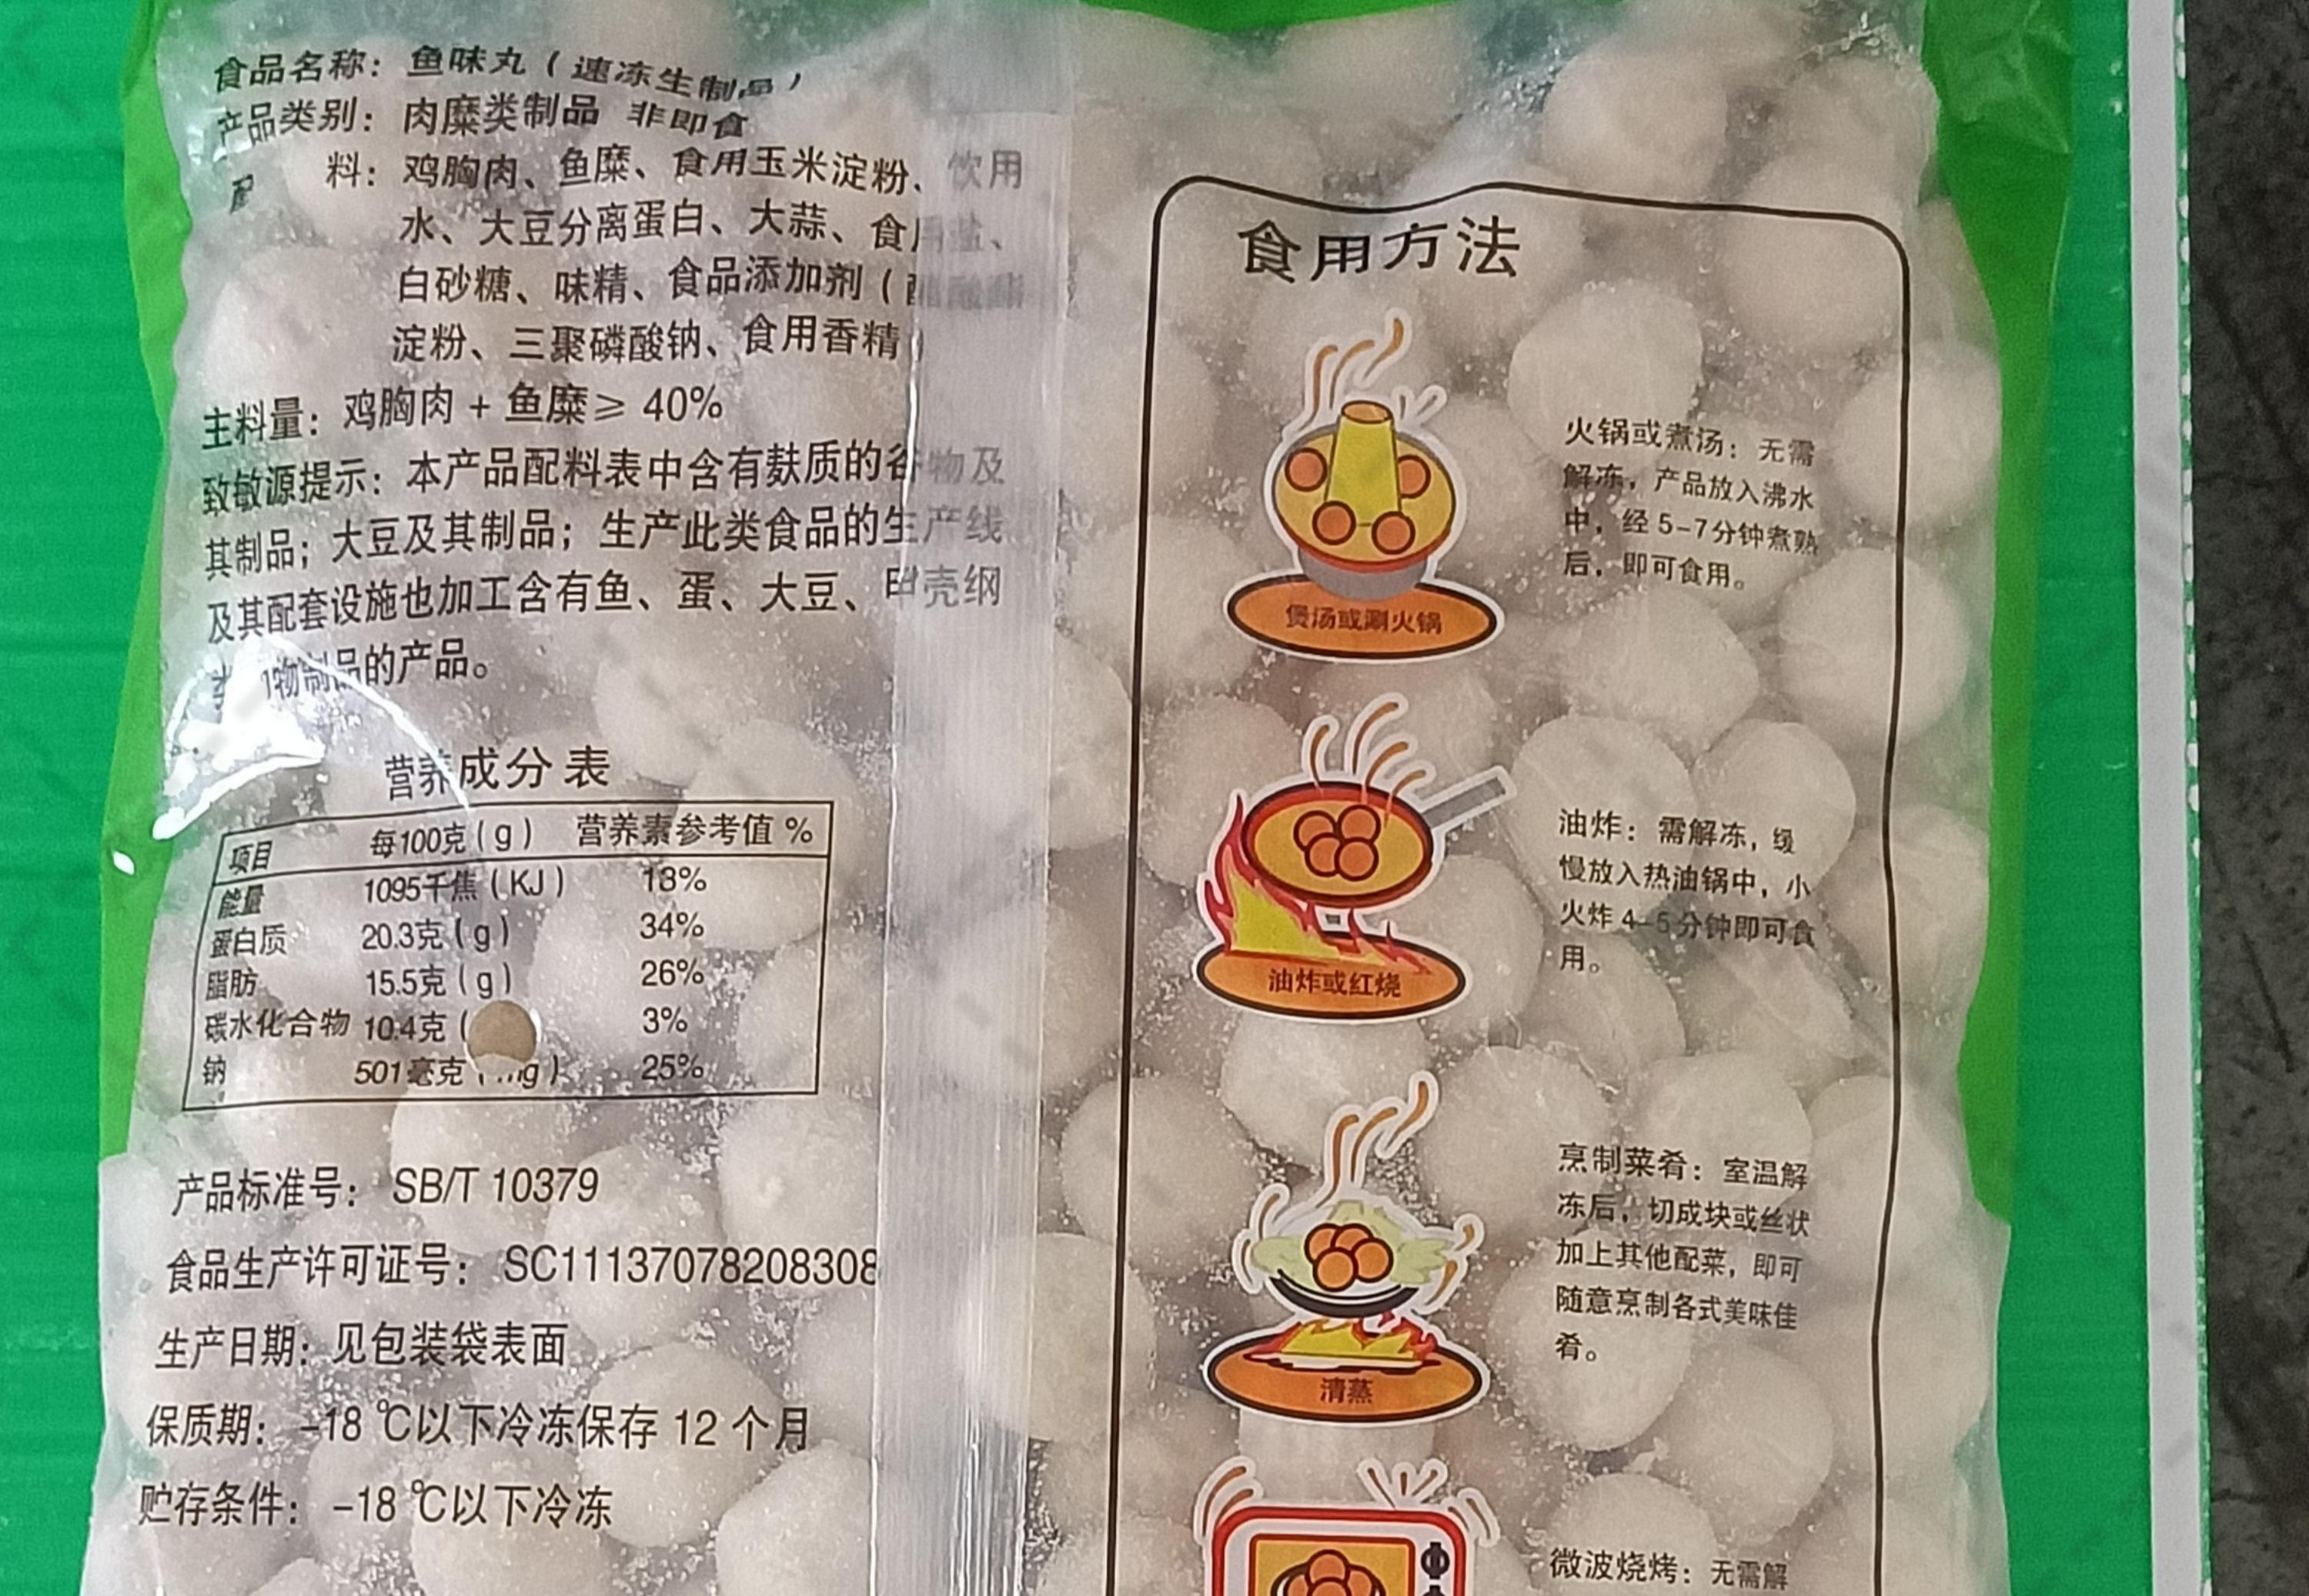 食品名称：鱼味丸（速冻生制品）
产品类别：肉糜类制品 非即食
料：鸡胸肉、鱼糜、食用玉米淀粉、饮用
水、大豆分离蛋白、大蒜、食用盐、
白砂糖、味精、食品添加剂（醋酸酯
淀粉、三聚磷酸钠、食用香精
主料量：鸡胸肉 + 鱼糜 ≥ 40%
致敏源提示：本产品配料表中含有麸质的谷物及
其制品；大豆及其制品；生产此类食品的生产线
及其配套设施也加工含有鱼、蛋、大豆、甲壳纲
物制品的产品。
营养成分表
项目 每100克（g） 营养素参考值 %
能量 1095千焦（KJ） 13%
蛋白质 20.3克（g） 34%
脂肪 15.5克（g） 26%
碳水化合物 10.4克（ 3%
钠 501毫克 g） 25%
产品标准号： SB/T 10379
食品生产许可证号： SC11137078208308
生产日期：见包装袋表面
保质期： -18 ℃以下冷冻保存 12 个月
贮存条件： -18 ℃以下冷冻
食用方法
火锅或煮汤：无需
解冻，产品放入沸水
中，经 5-7分钟煮熟
后，即可食用。
煲汤或涮火锅
油炸：需解冻，缓
慢放入热油锅中，小
火炸 4-5 分钟即可食
用。
油炸或红烧
烹制菜肴：室温解
冻后，切成块或丝状
加上其他配菜，即可
随意烹制各式美味佳
肴。
清蒸
微波烧烤：无需解